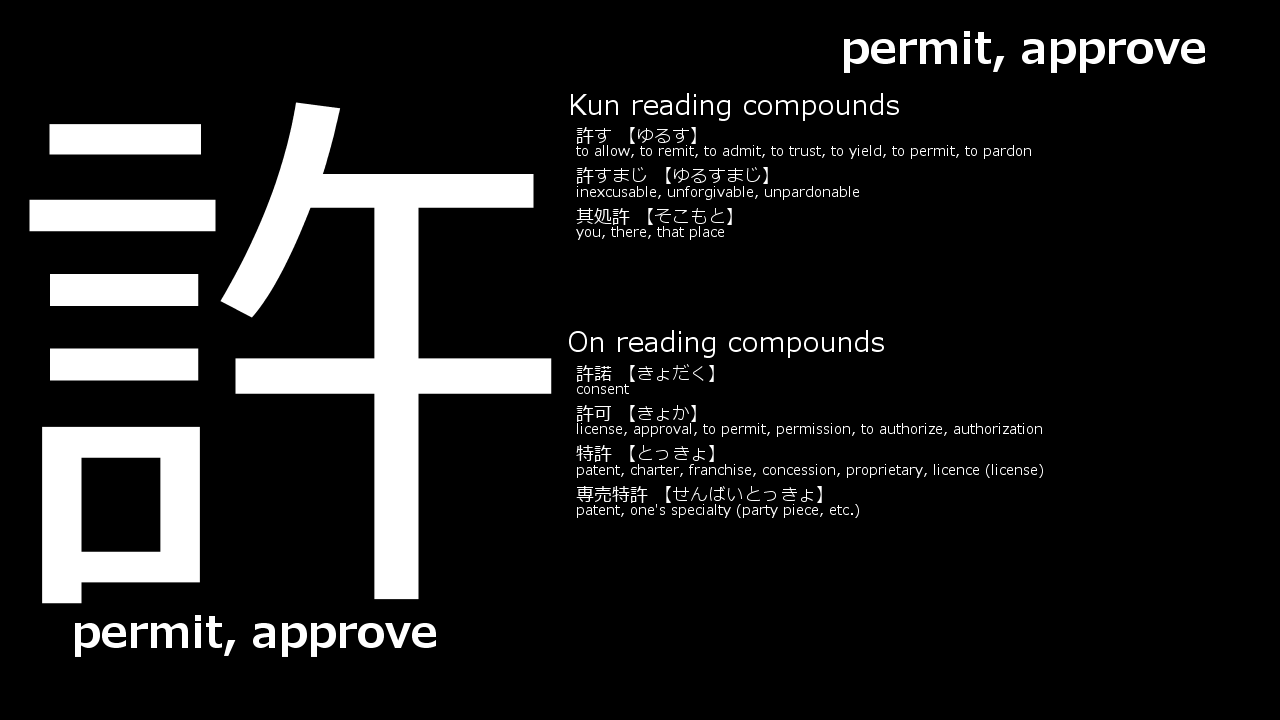 permit, approve
許
Kun reading compounds
許す 【ゆるす】
to allow, to remit, to admit, to trust, to yield, to permit, to pardon
許すまじ 【ゆるすまじ】
inexcusable, unforgivable, unpardonable
其処許 【そこもと】
you, there, that place
On reading compounds
許諾 【きょだく】
consent
許可 【きょか】
license, approval, to permit, permission, to authorize, authorization
特許 【とっきょ】
patent, charter, franchise, concession, proprietary, licence (license)
専売特許 【せんばいとっきょ】
patent, one's specialty (party piece, etc.)
permit, approve